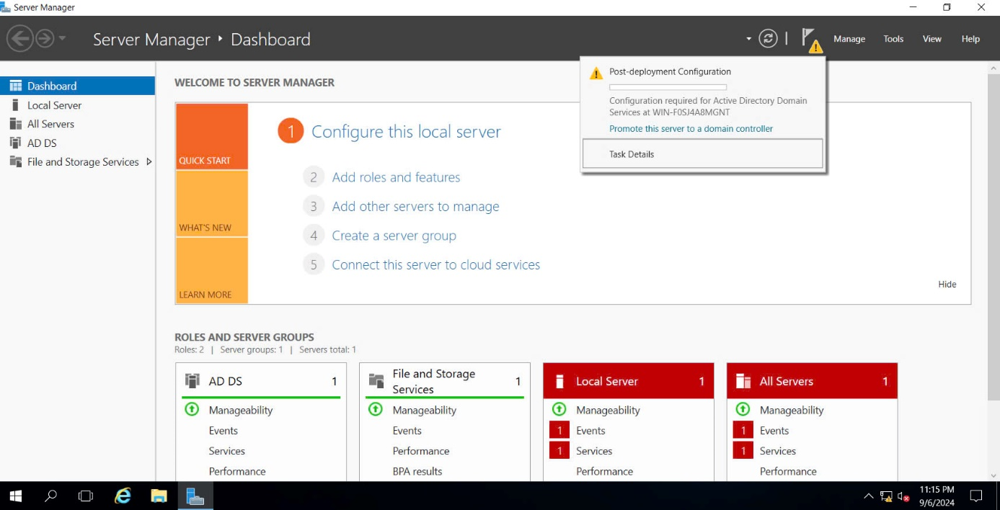 Server Manager
Server Manager ‣ Dashboard
Manage Tools View Help
Post-deployment Configuration
Configuration required for Active Directory Domain
Services at WIN-F0SJ4A8MGNT
Promote this server to a domain controller
Task Details
Dashboard
Local Server
All Servers
AD DS
File and Storage Services
WELCOME TO SERVER MANAGER
QUICK START
WHAT'S NEW
LEARN MORE
1 Configure this local server
2 Add roles and features
3 Add other servers to manage
4 Create a server group
5 Connect this server to cloud services
Hide
ROLES AND SERVER GROUPS
Roles: 2 | Server groups: 1 | Servers total: 1
AD DS 1
Manageability
Events
Services
Performance
File and Storage
Services 1
Manageability
Events
Performance
BPA results
Local Server 1
Manageability
1 Events
1 Services
Performance
All Servers 1
Manageability
1 Events
1 Services
Performance
11:15 PM
9/6/2024